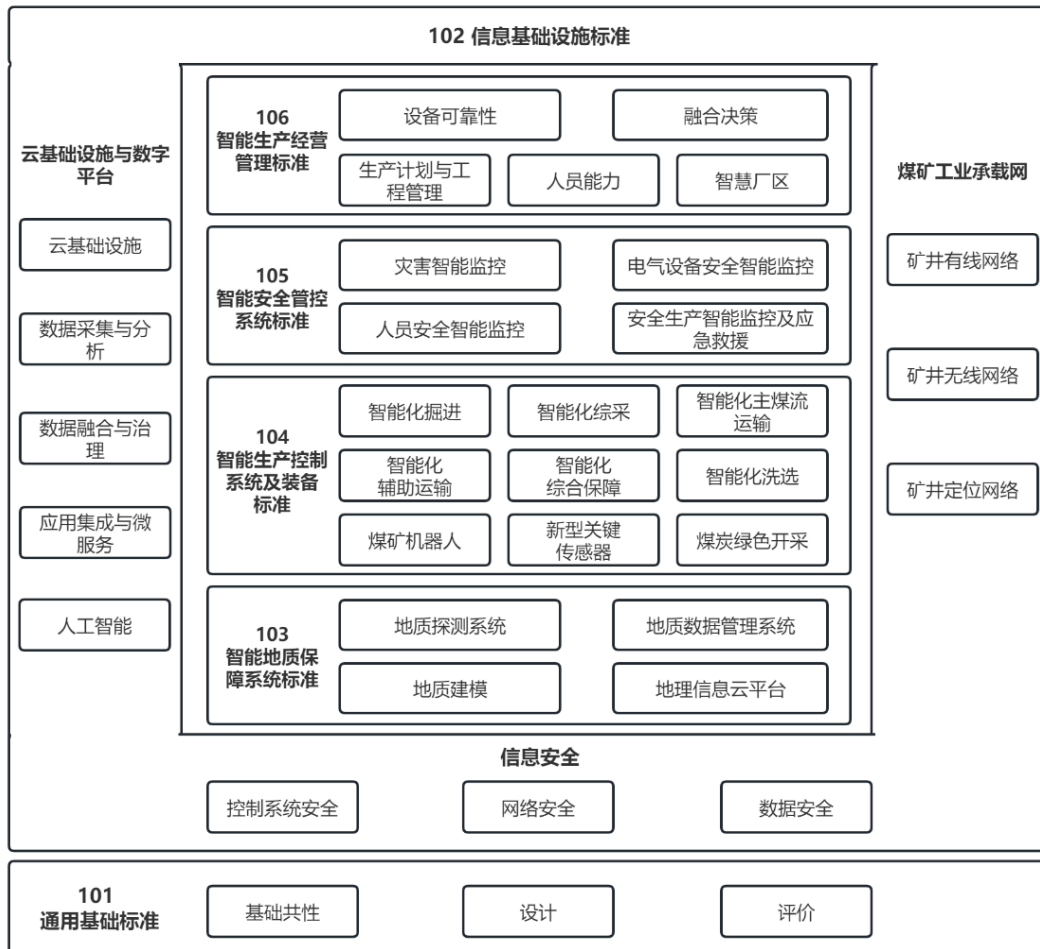 102 信息基础设施标准
云基础设施与数字
平台
云基础设施
数据采集与分
析
数据融合与治
理
应用集成与微
服务
人工智能
106
智能生产经营
管理标准
设备可靠性
融合决策
生产计划与工
程管理
人员能力
智慧厂区
105
智能安全管控
系统标准
灾害智能监控
电气设备安全智能监控
人员安全智能监控
安全生产智能监控及应
急救援
104
智能生产控制
系统及装备
标准
智能化掘进
智能化综采
智能化主煤流
运输
智能化
辅助运输
智能化
综合保障
智能化洗选
煤矿机器人
新型关键
传感器
煤炭绿色开采
103
智能地质保
障系统标准
地质探测系统
地质数据管理系统
地质建模
地理信息云平台
煤矿工业承载网
矿井有线网络
矿井无线网络
矿井定位网络
信息安全
控制系统安全
网络安全
数据安全
101
通用基础标准
基础共性
设计
评价